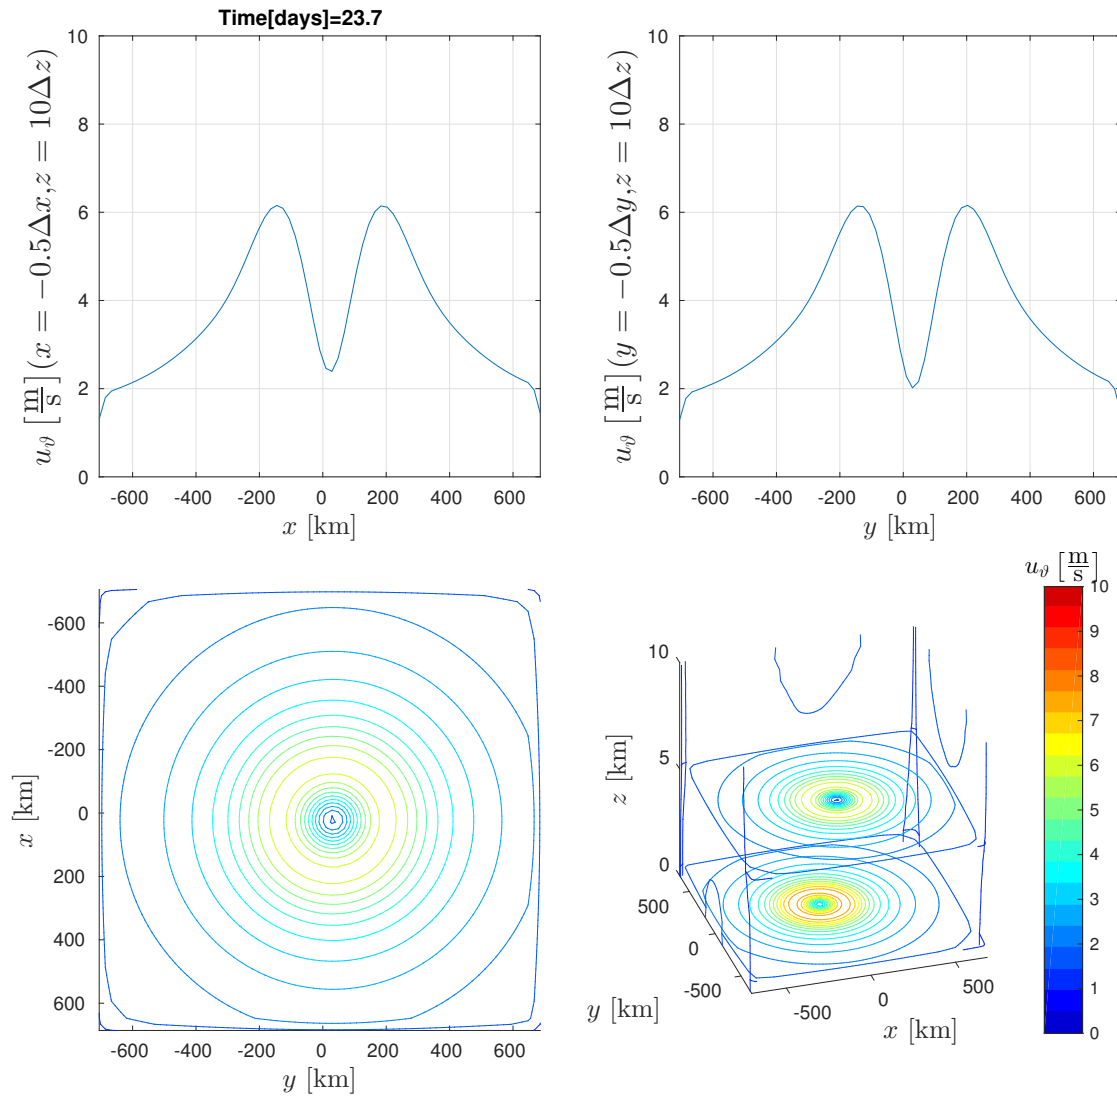 Time[days]=23.7
u_ϑ [m/s](x = −0.5Δx,z = 10Δz)
10
8
6
4
2
0
-600 -400 -200 0 200 400 600
x [km]
u_ϑ [m/s](y = −0.5Δy,z = 10Δz)
10
8
6
4
2
0
-600 -400 -200 0 200 400 600
y [km]
x [km]
-600
-400
-200
0
200
400
600
-600 -400 -200 0 200 400 600
y [km]
z [km]
10
5
0
500
0
-500
y [km]
-500
0
500
x [km]
u_ϑ [m/s]
10
9
8
7
6
5
4
3
2
1
0